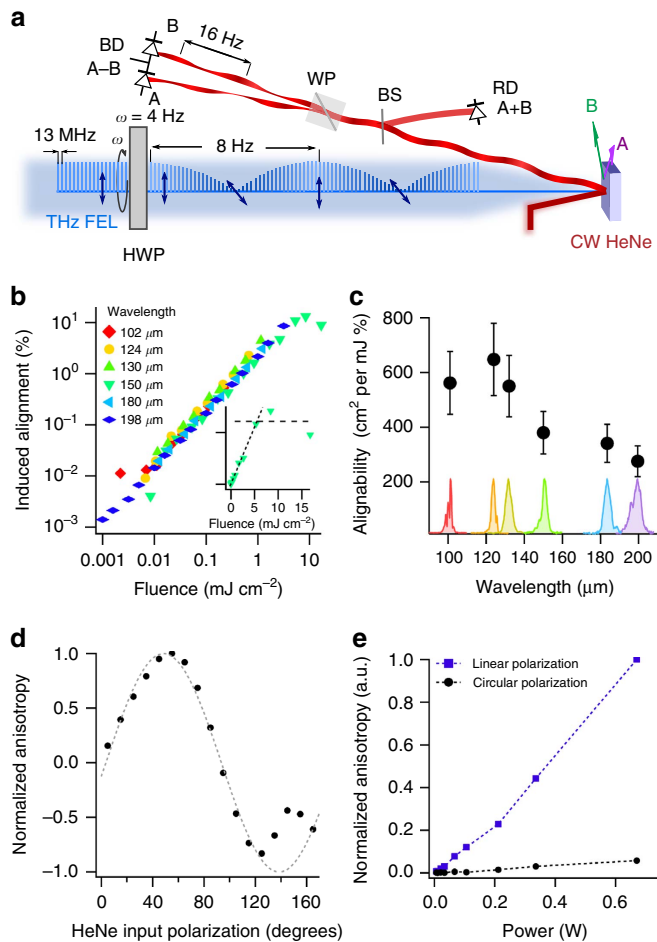 a
B
BD
A–B
A
16 Hz
WP
BS
RD
A+B
ω = 4 Hz
13 MHz
ω
8 Hz
B
A
THz FEL
HWP
CW HeNe
b
Induced alignment (%)
10¹
10⁰
10⁻¹
10⁻²
10⁻³
Wavelength
102 μm
124 μm
130 μm
150 μm
180 μm
198 μm
0 5 10 15
Fluence (mJ cm⁻²)
0.001 0.01 0.1 1 10
Fluence (mJ cm⁻²)
c
Alignability (cm² per mJ %)
800
600
400
200
100 120 140 160 180 200
Wavelength (μm)
d
Normalized anisotropy
1.0
0.5
0.0
−0.5
−1.0
0 40 80 120 160
HeNe input polarization (degrees)
e
Normalized anisotropy (a.u.)
1.0
0.8
0.6
0.4
0.2
0.0
Linear polarization
Circular polarization
0.0 0.2 0.4 0.6
Power (W)